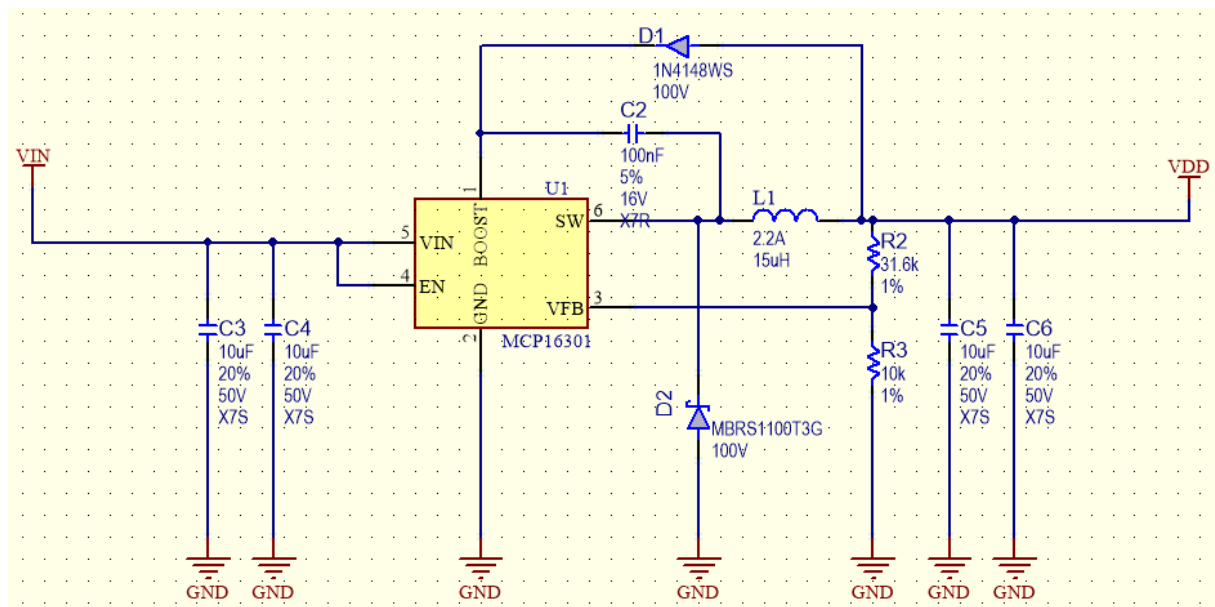 D1
1N4148WS
100V
C2
100nF
5%
16V
X7R
VIN
VDD
U1
1
BOOST
SW
6
L1
2.2A
15uH
5
VIN
4
EN
GND
2
VFB
3
MCP16301
R2
31.6k
1%
C3
10uF
20%
50V
X7S
C4
10uF
20%
50V
X7S
R3
10k
1%
C5
10uF
20%
50V
X7S
C6
10uF
20%
50V
X7S
D2
MBRS1100T3G
100V
GND
GND
GND
GND
GND
GND
GND